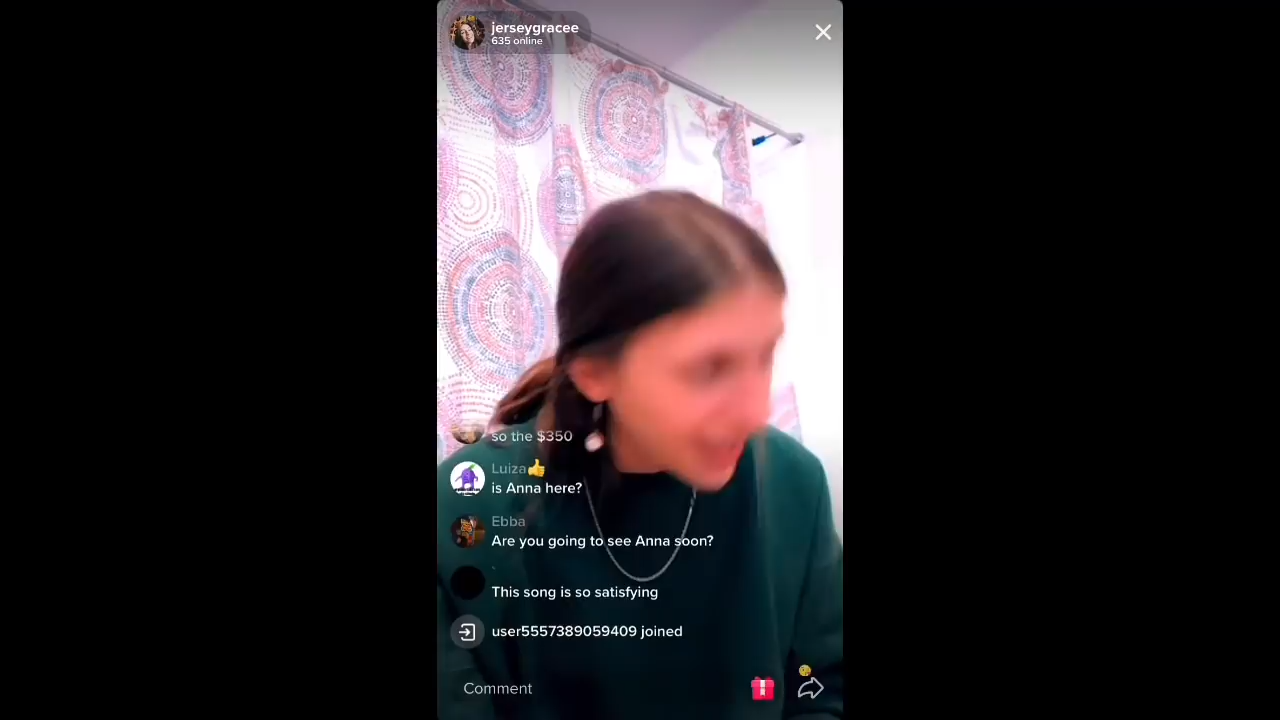 jerseygracee
635 online
so the $350
Luiza👍
is Anna here?
Ebba
Are you going to see Anna soon?
`
This song is so satisfying
user5557389059409 joined
Comment